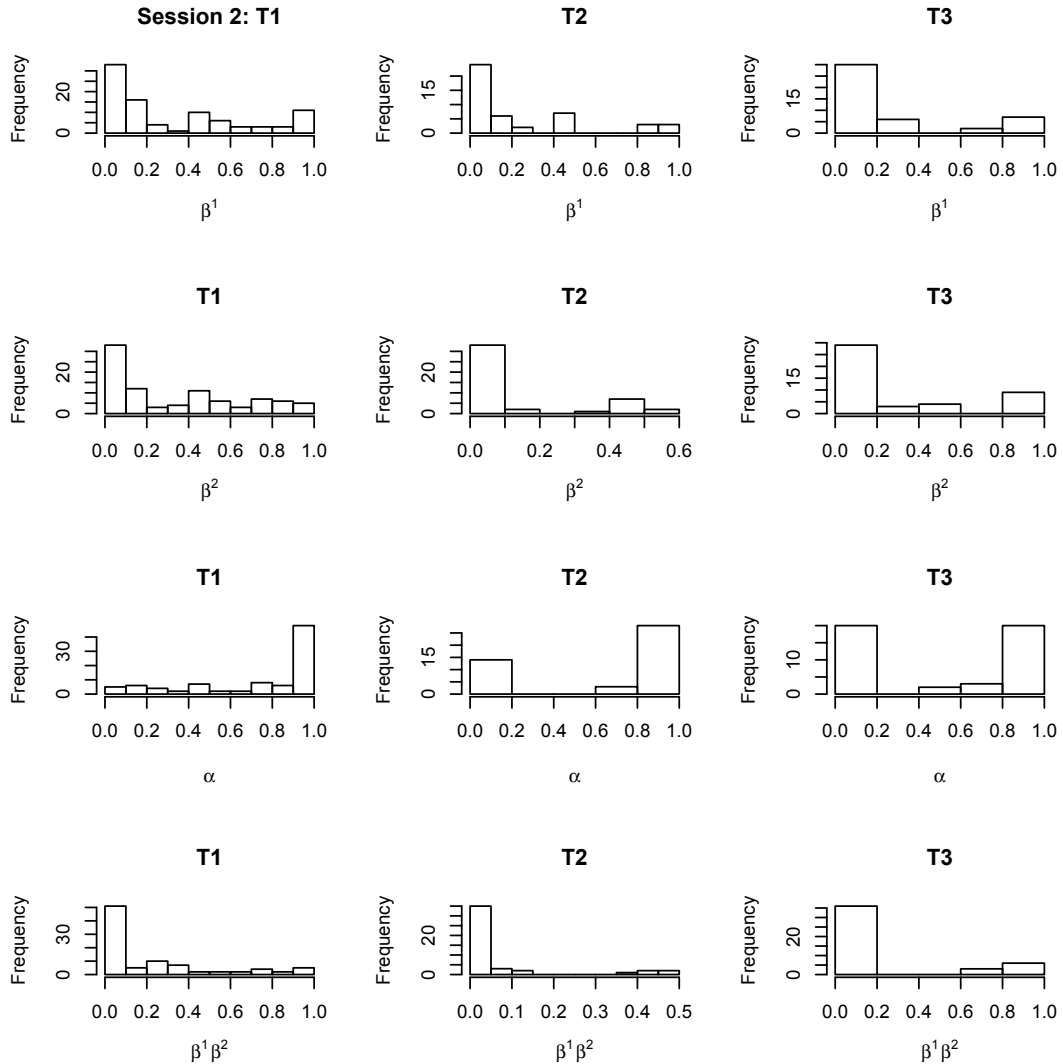 Session 2: T1 T2 T3
Frequency Frequency Frequency
20 15 15
0 0 0
0.0 0.2 0.4 0.6 0.8 1.0 0.0 0.2 0.4 0.6 0.8 1.0 0.0 0.2 0.4 0.6 0.8 1.0
β¹ β¹ β¹
T1 T2 T3
Frequency Frequency Frequency
20 20 15
0 0 0
0.0 0.2 0.4 0.6 0.8 1.0 0.0 0.2 0.4 0.6 0.0 0.2 0.4 0.6 0.8 1.0
β² β² β²
T1 T2 T3
Frequency Frequency Frequency
30 15 10
0 0 0
0.0 0.2 0.4 0.6 0.8 1.0 0.0 0.2 0.4 0.6 0.8 1.0 0.0 0.2 0.4 0.6 0.8 1.0
α α α
T1 T2 T3
Frequency Frequency Frequency
30 20 20
0 0 0
0.0 0.2 0.4 0.6 0.8 1.0 0.0 0.1 0.2 0.3 0.4 0.5 0.0 0.2 0.4 0.6 0.8 1.0
β¹β² β¹β² β¹β²